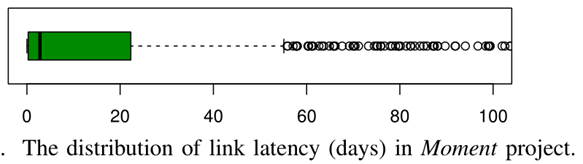 0 20 40 60 80 100
. The distribution of link latency (days) in Moment project.